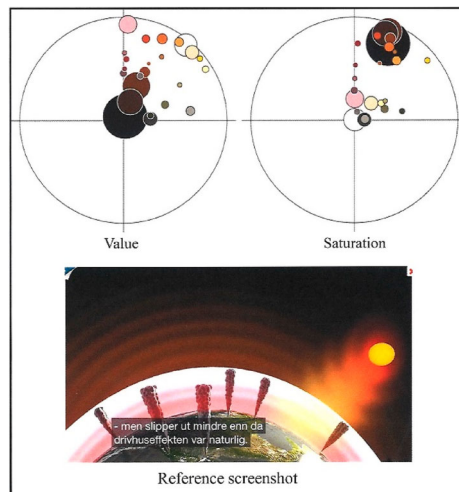 Value
Saturation
- men slipper ut mindre enn da
drivhuseffekten var naturlig.
Reference screenshot